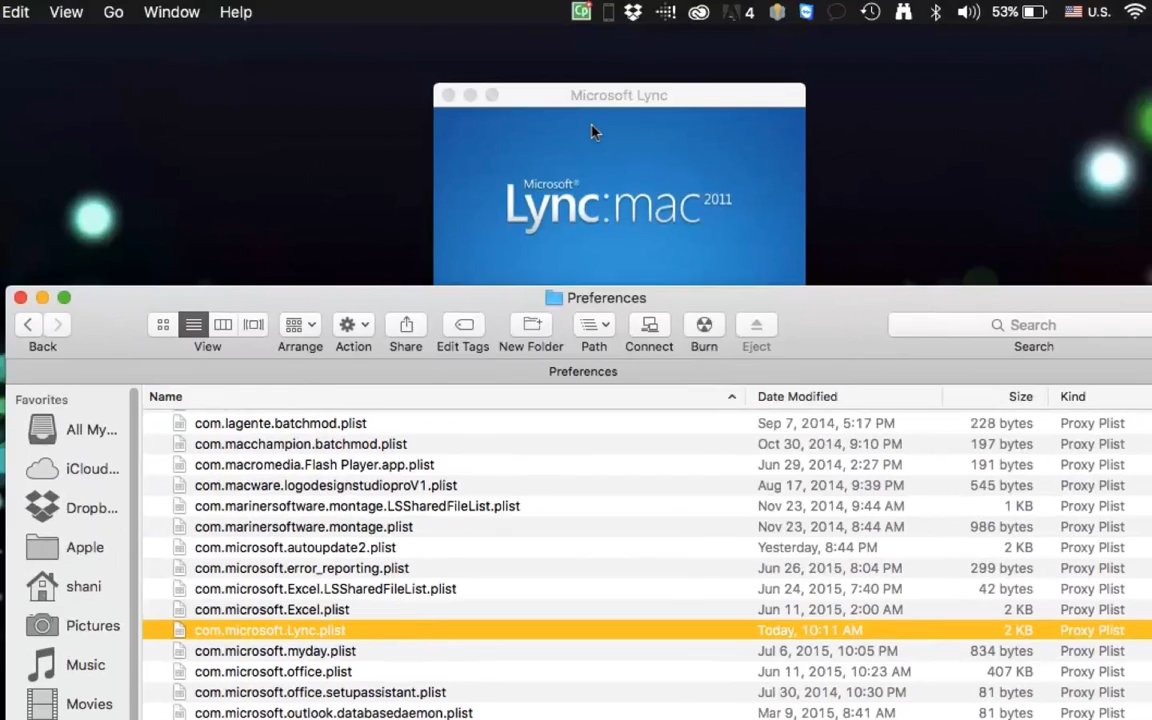 Edit View Go Window Help Cp 4 53% U.S.
Microsoft Lync
Microsoft®
Lync:mac 2011
Preferences
Back View Arrange Action Share Edit Tags New Folder Path Connect Burn Eject Search
Search
Preferences
Favorites
All My...
iCloud...
Dropb...
Apple
shani
Pictures
Music
Movies
Name Date Modified Size Kind
com.lagente.batchmod.plist Sep 7, 2014, 5:17 PM 228 bytes Proxy Plist
com.macchampion.batchmod.plist Oct 30, 2014, 9:10 PM 197 bytes Proxy Plist
com.macromedia.Flash Player.app.plist Jun 29, 2014, 2:27 PM 191 bytes Proxy Plist
com.macware.logodesignstudioproV1.plist Aug 17, 2014, 9:39 PM 545 bytes Proxy Plist
com.marinersoftware.montage.LSSharedFileList.plist Nov 23, 2014, 9:44 AM 1 KB Proxy Plist
com.marinersoftware.montage.plist Nov 23, 2014, 8:44 AM 986 bytes Proxy Plist
com.microsoft.autoupdate2.plist Yesterday, 8:44 PM 2 KB Proxy Plist
com.microsoft.error_reporting.plist Jun 26, 2015, 8:04 PM 299 bytes Proxy Plist
com.microsoft.Excel.LSSharedFileList.plist Jun 24, 2015, 7:40 PM 42 bytes Proxy Plist
com.microsoft.Excel.plist Jun 11, 2015, 2:00 AM 902 bytes Proxy Plist
com.microsoft.Lync.plist Today, 10:11 AM 2 KB Proxy Plist
com.microsoft.myday.plist Jul 6, 2015, 10:05 PM 834 bytes Proxy Plist
com.microsoft.office.plist Jun 11, 2015, 10:23 AM 407 KB Proxy Plist
com.microsoft.office.setupassistant.plist Jul 30, 2014, 10:30 PM 81 bytes Proxy Plist
com.microsoft.outlook.databasedaemon.plist Mar 9, 2015, 8:41 AM 81 bytes Proxy Plist